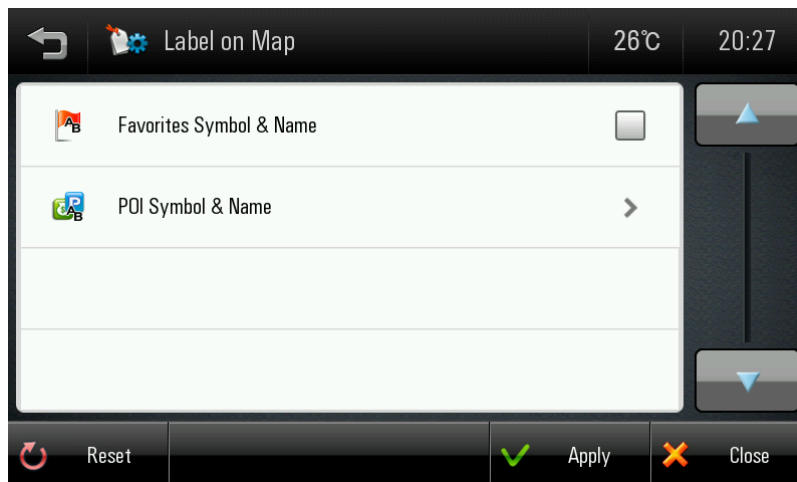 Label on Map 26℃ 20:27
Favorites Symbol & Name
POI Symbol & Name
Reset Apply Close